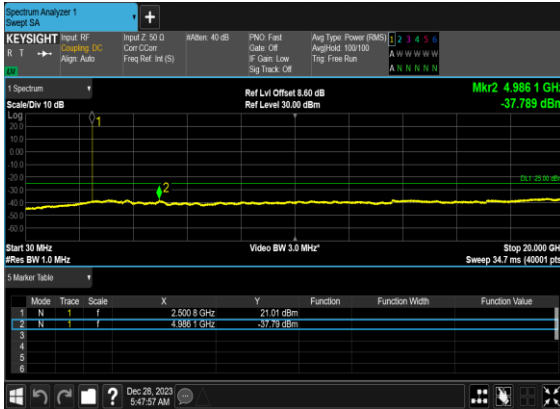 Spectrum Analyzer 1
Swept SA
+
KEYSIGHT Input: RF Input Z: 50 Ω #Atten: 40 dB PNO: Fast Avg Type: Power (RMS) 1 2 3 4 5 6
R T Coupling: DC Corr CCorr Gate: Off Avg|Hold: 100/100 A W W W W W
Align: Auto Freq Ref: Int (S) IF Gain: Low Trig: Free Run
Sig Track: Off A N N N N N
1 Spectrum Ref Lvl Offset 8.60 dB Mkr2 4.986 1 GHz
Scale/Div 10 dB Ref Level 30.00 dBm -37.789 dBm
Log
20.0
10.0
0.00
-10.0
-20.0
-30.0
-40.0
-50.0
-60.0
1
2
DL1 -25.00 dBm
Start 30 MHz Video BW 3.0 MHz* Stop 20.000 GHz
#Res BW 1.0 MHz Sweep 34.7 ms (40001 pts)
5 Marker Table
Mode Trace Scale X Y Function Function Width Function Value
1 N 1 f 2.500 8 GHz 21.01 dBm
2 N 1 f 4.986 1 GHz -37.79 dBm
3
4
5
6
? Dec 28, 2023
5:47:57 AM